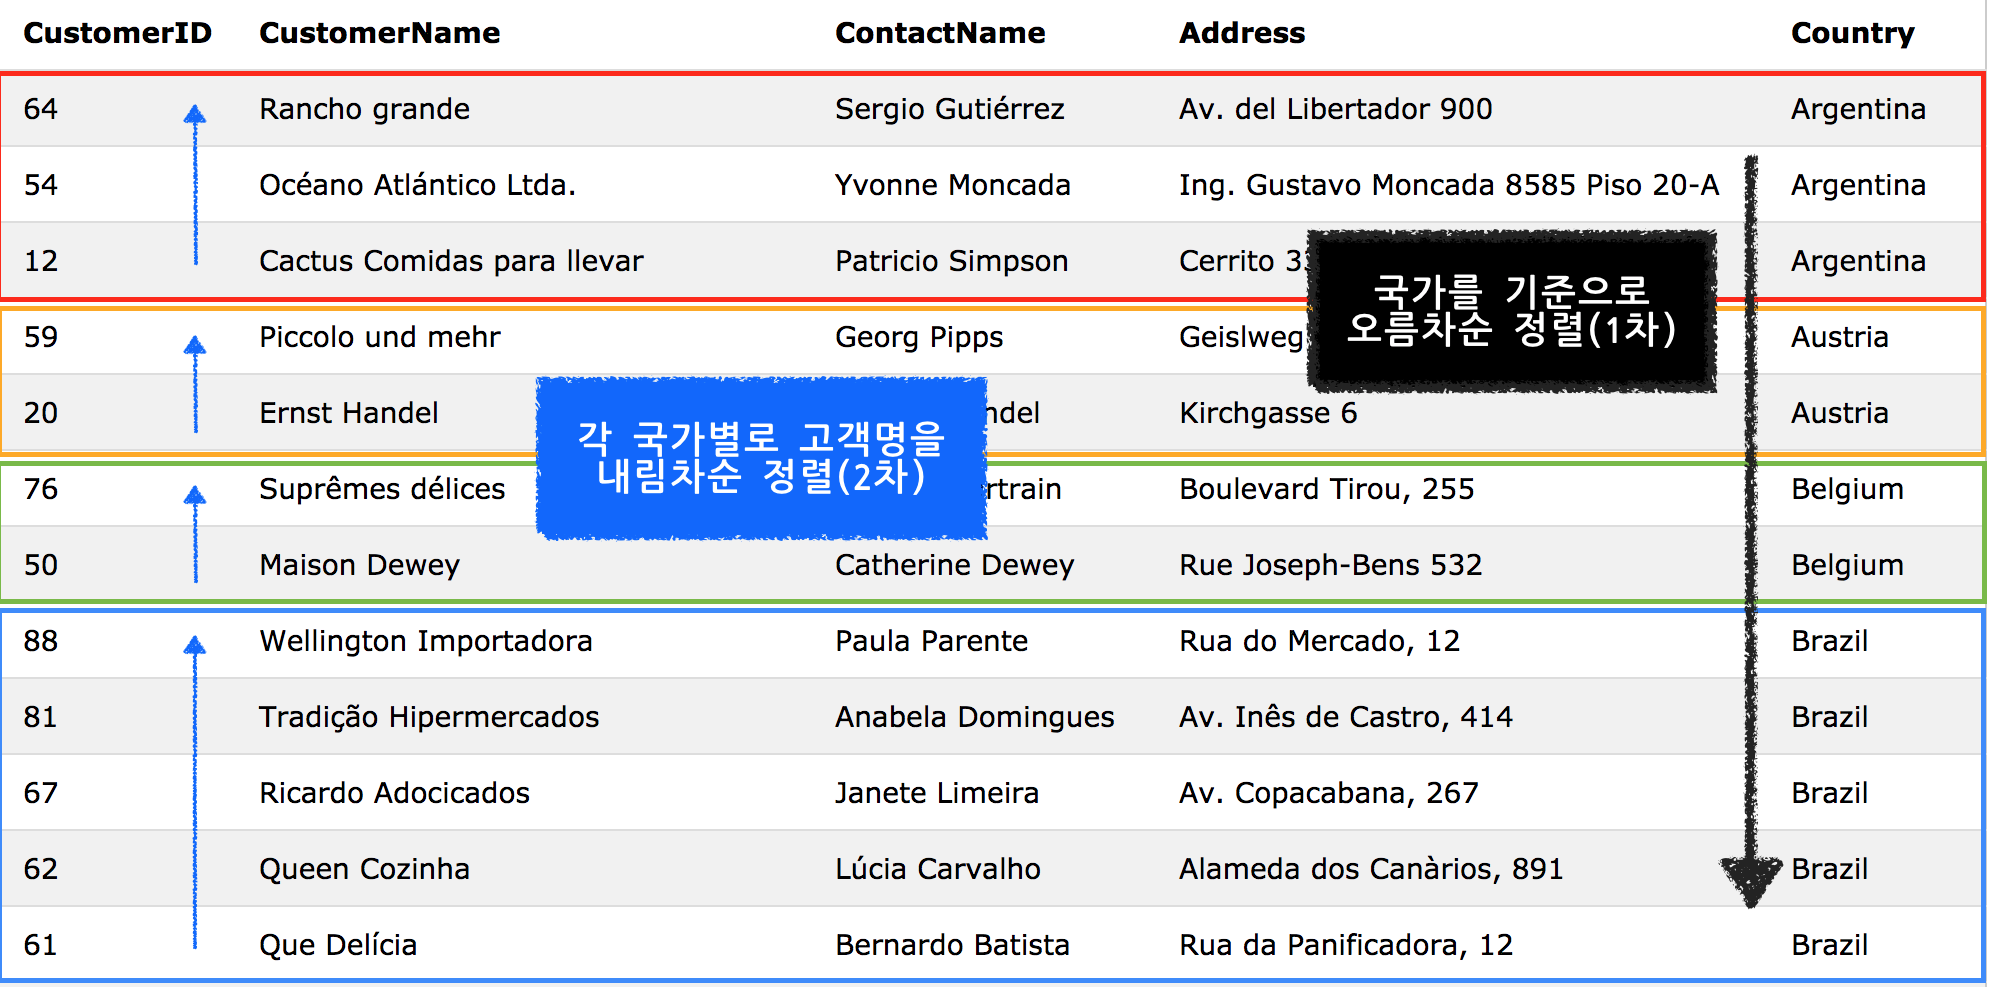 CustomerID CustomerName ContactName Address Country
64 Rancho grande Sergio Gutiérrez Av. del Libertador 900 Argentina
54 Océano Atlántico Ltda. Yvonne Moncada Ing. Gustavo Moncada 8585 Piso 20-A Argentina
12 Cactus Comidas para llevar Patricio Simpson Cerrito Argentina
국가를 기준으로
오름차순 정렬(1차)
59 Piccolo und mehr Georg Pipps Geislweg Austria
20 Ernst Handel Kirchgasse 6 Austria
각 국가별로 고객명을
내림차순 정렬(2차)
76 Suprêmes délices Boulevard Tirou, 255 Belgium
50 Maison Dewey Catherine Dewey Rue Joseph-Bens 532 Belgium
88 Wellington Importadora Paula Parente Rua do Mercado, 12 Brazil
81 Tradição Hipermercados Anabela Domingues Av. Inês de Castro, 414 Brazil
67 Ricardo Adocicados Janete Limeira Av. Copacabana, 267 Brazil
62 Queen Cozinha Lúcia Carvalho Alameda dos Canàrios, 891 Brazil
61 Que Delícia Bernardo Batista Rua da Panificadora, 12 Brazil